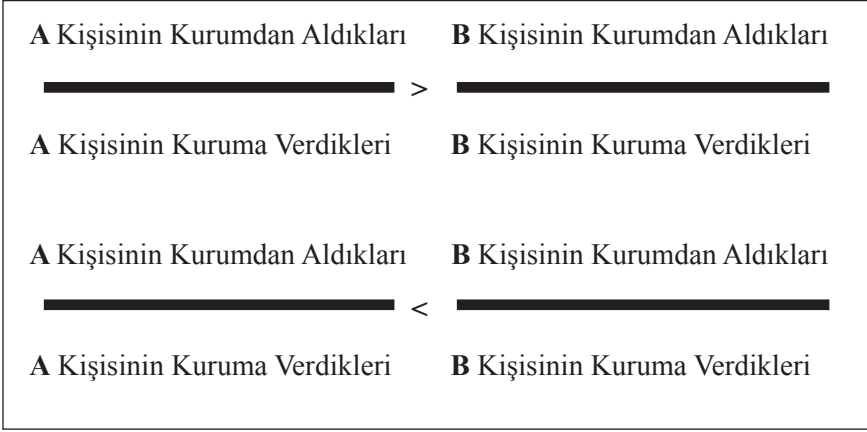 A Kişisinin Kurumdan Aldıkları B Kişisinin Kurumdan Aldıkları
>
A Kişisinin Kuruma Verdikleri B Kişisinin Kuruma Verdikleri
A Kişisinin Kurumdan Aldıkları B Kişisinin Kurumdan Aldıkları
<
A Kişisinin Kuruma Verdikleri B Kişisinin Kuruma Verdikleri